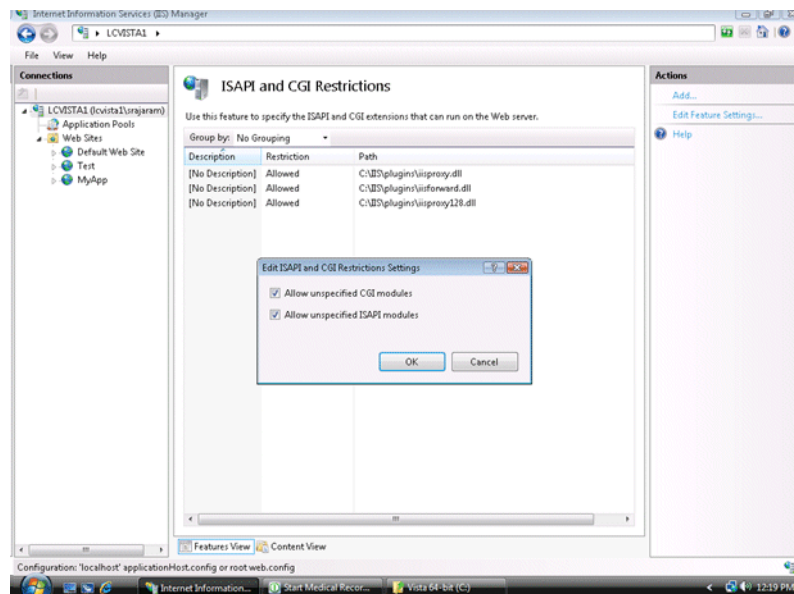 Internet Information Services (IIS) Manager
LCVISTA1
File View Help
Connections
LCVISTA1 (lcvista1\srajaram)
Application Pools
Web Sites
Default Web Site
Test
MyApp
ISAPI and CGI Restrictions
Use this feature to specify the ISAPI and CGI extensions that can run on the Web server.
Group by: No Grouping
Description Restriction Path
[No Description] Allowed C:\IIS\plugins\iisproxy.dll
[No Description] Allowed C:\IIS\plugins\iisforward.dll
[No Description] Allowed C:\IIS\plugins\iisproxy128.dll
Edit ISAPI and CGI Restrictions Settings
Allow unspecified CGI modules
Allow unspecified ISAPI modules
OK Cancel
Features View Content View
Actions
Add...
Edit Feature Settings...
Help
Configuration: 'localhost' applicationHost.config or root web.config
Internet Information... Start Medical Recor... Vista 64-bit (C:) 12:19 PM